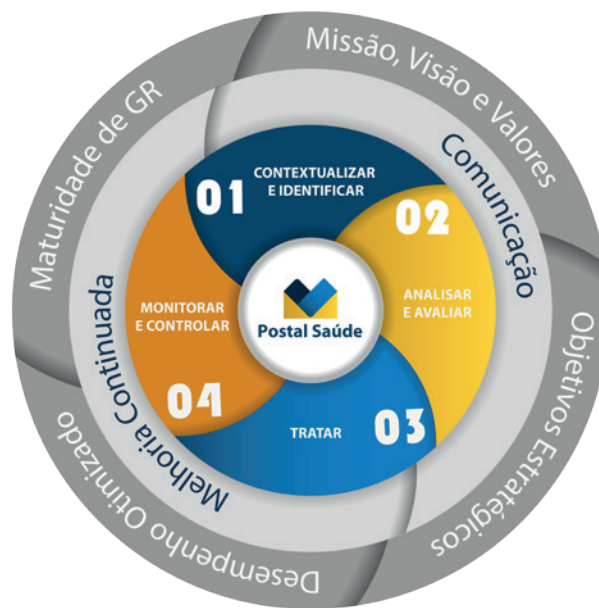 Missão, Visão e Valores
Objetivos Estratégicos
Desempenho Otimizado
Maturidade de GR
Comunicação
Melhoria Continuada
01
CONTEXTUALIZAR
E IDENTIFICAR
02
ANALISAR
E AVALIAR
03
TRATAR
04
MONITORAR
E CONTROLAR
Postal Saúde